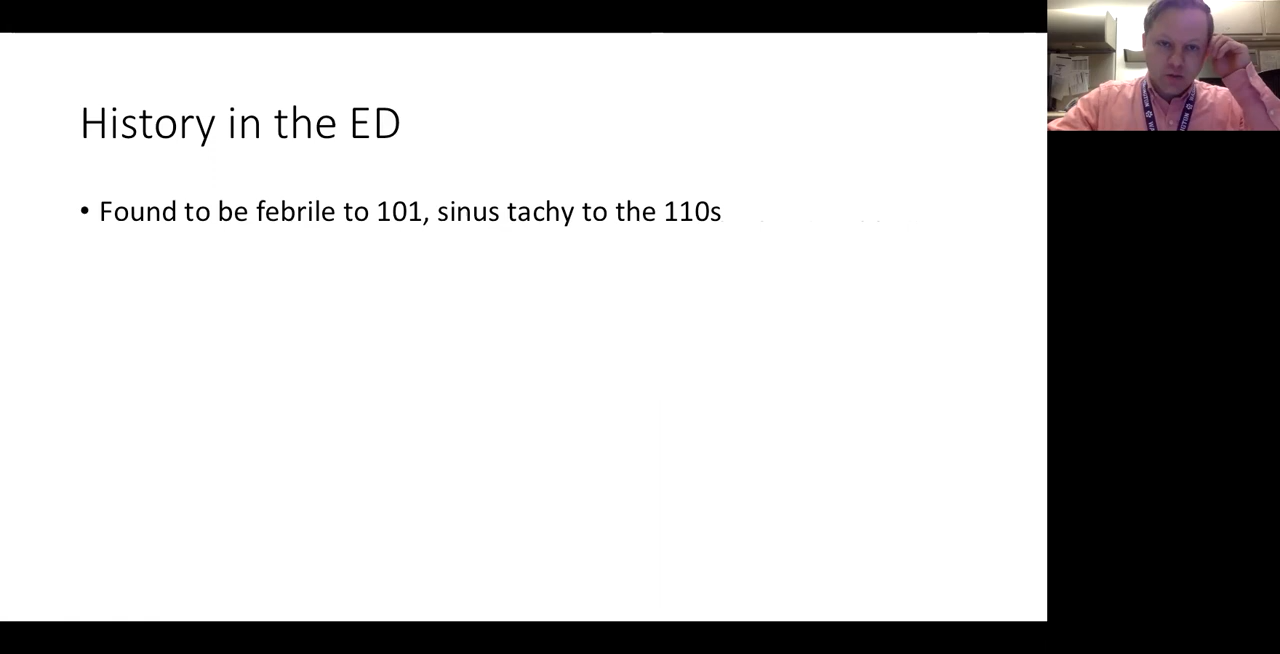 History in the ED
• Found to be febrile to 101, sinus tachy to the 110s